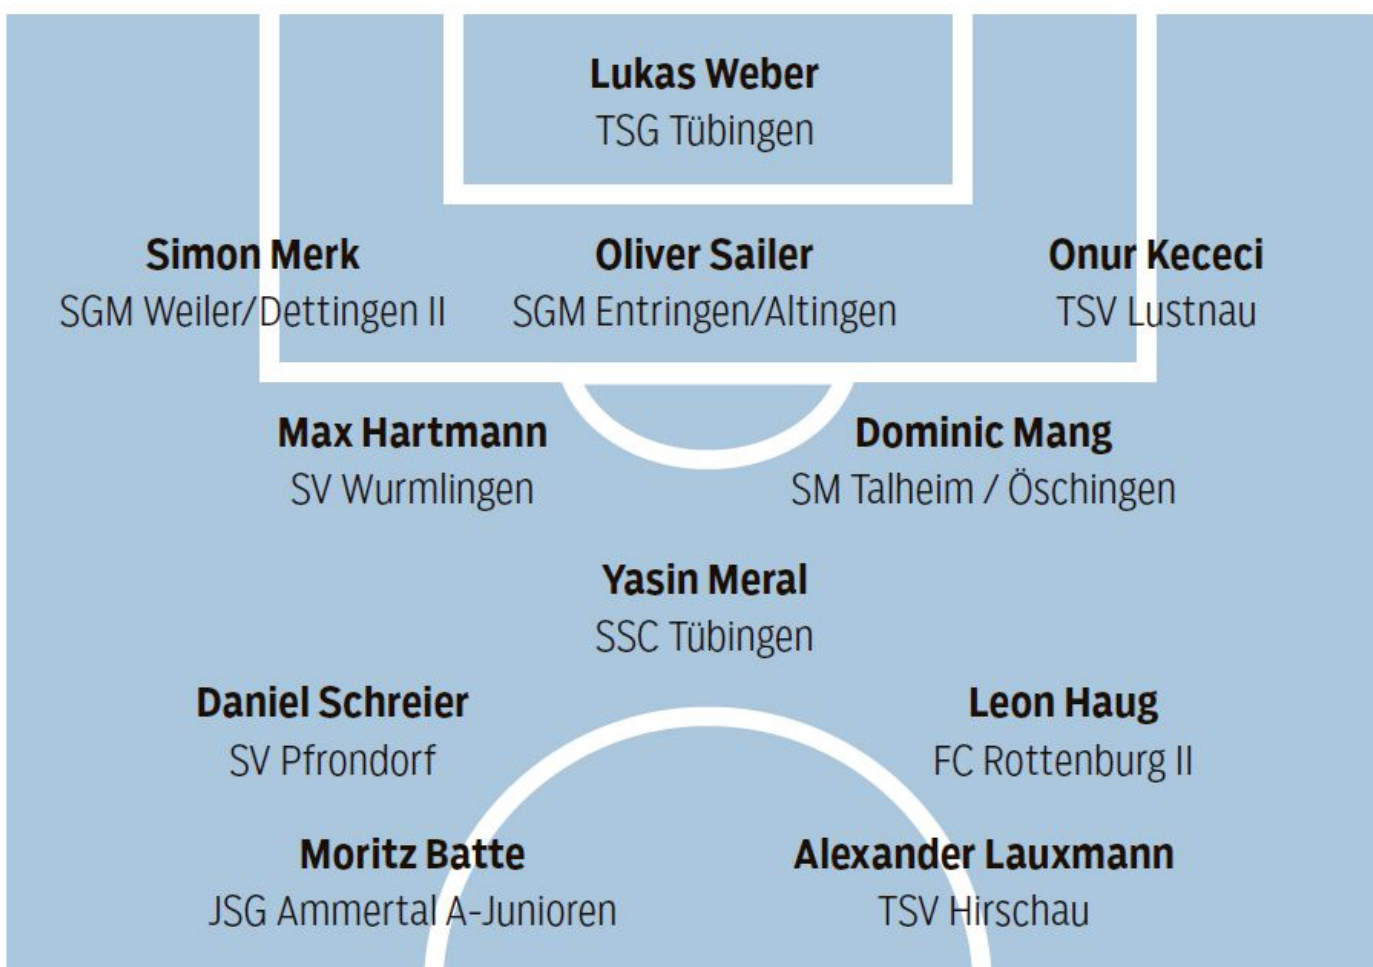 Lukas Weber
TSG Tübingen
Simon Merk
SGM Weiler/Dettingen II
Oliver Sailer
SGM Entringen/Altingen
Onur Kececi
TSV Lustnau
Max Hartmann
SV Wurmlingen
Dominic Mang
SM Talheim / Öschingen
Yasin Meral
SSC Tübingen
Daniel Schreier
SV Pfrondorf
Leon Haug
FC Rottenburg II
Moritz Batte
JSG Ammertal A-Junioren
Alexander Lauxmann
TSV Hirschau